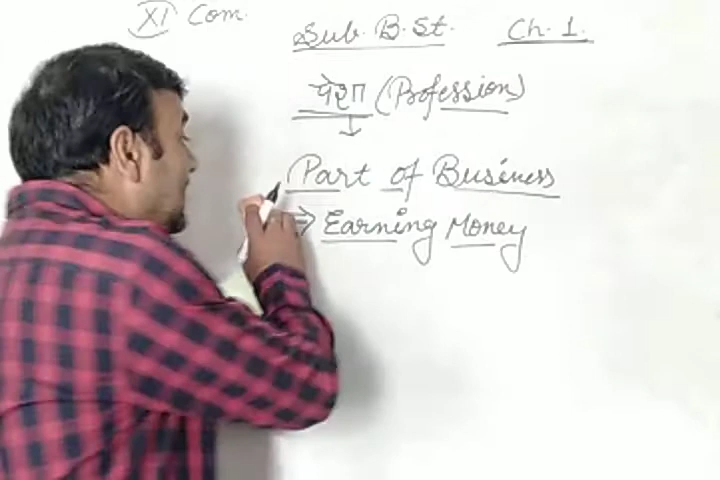 XI Com.
Sub. B.St. Ch. 1.
पेशा (Profession)
↓
Part of Business
⇒ Earning Money